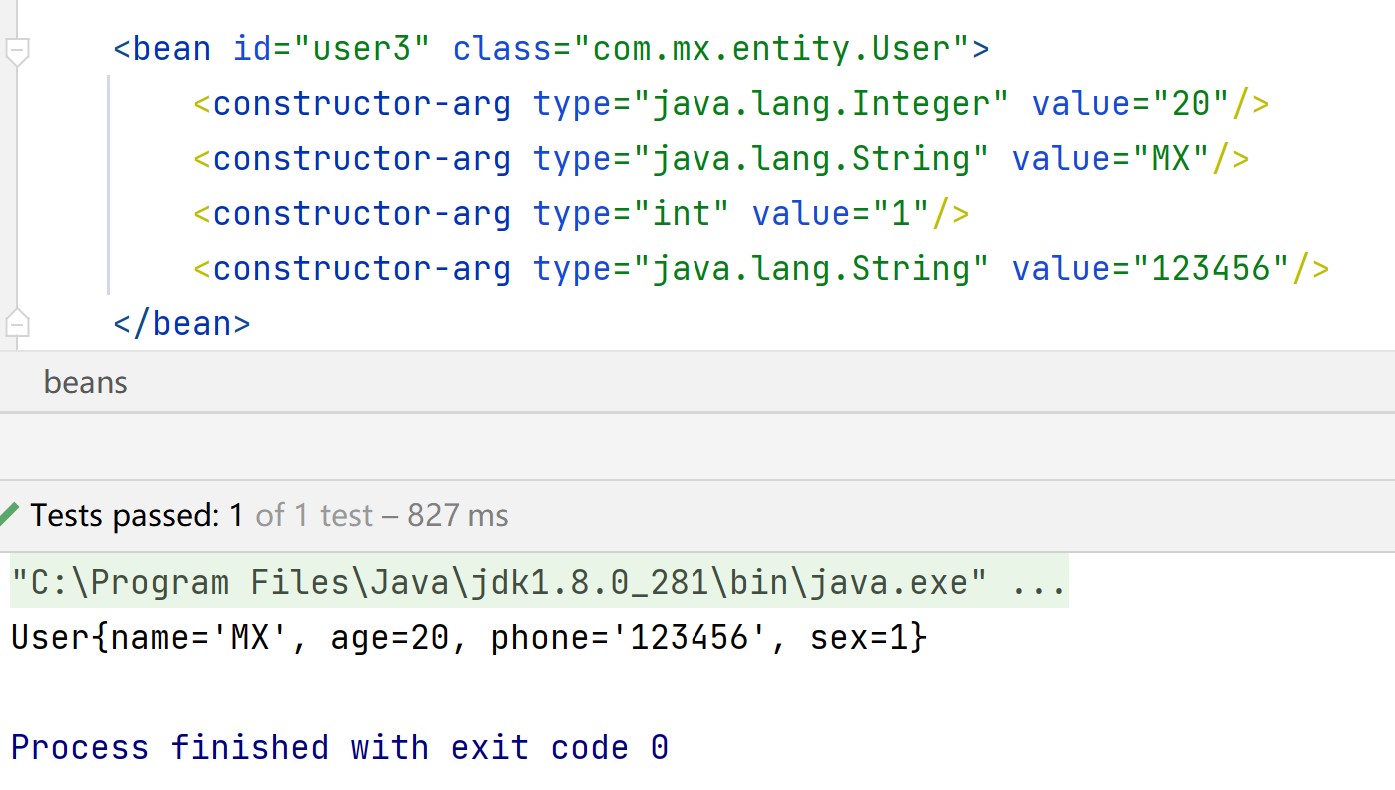 <bean id="user3" class="com.mx.entity.User">
<constructor-arg type="java.lang.Integer" value="20"/>
<constructor-arg type="java.lang.String" value="MX"/>
<constructor-arg type="int" value="1"/>
<constructor-arg type="java.lang.String" value="123456"/>
</bean>
beans
Tests passed: 1 of 1 test – 827 ms
"C:\Program Files\Java\jdk1.8.0_281\bin\java.exe" ...
User{name='MX', age=20, phone='123456', sex=1}
Process finished with exit code 0